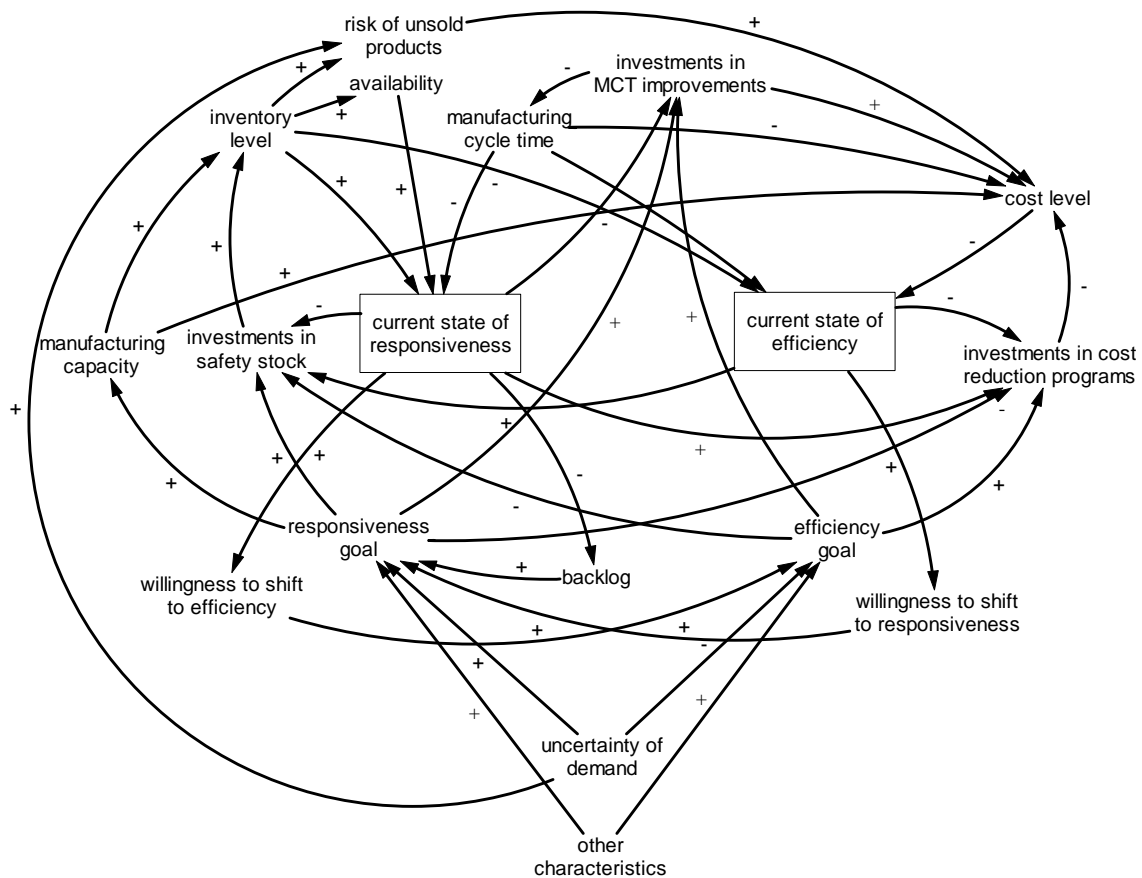 risk of unsold
products
+
investments in
MCT improvements
-
+
availability
+
+
inventory
level
manufacturing
cycle time
-
+
-
-
+
-
cost level
+
+
-
+
-
-
current state of
responsiveness
current state of
efficiency
-
-
+
+
manufacturing
capacity
investments in
safety stock
investments in cost
reduction programs
+
-
+
+
+
+
+
-
+
+
-
+
responsiveness
goal
efficiency
goal
+
backlog
willingness to shift
to efficiency
willingness to shift
to responsiveness
+
+
-
+
+
+
uncertainty of
demand
other
characteristics